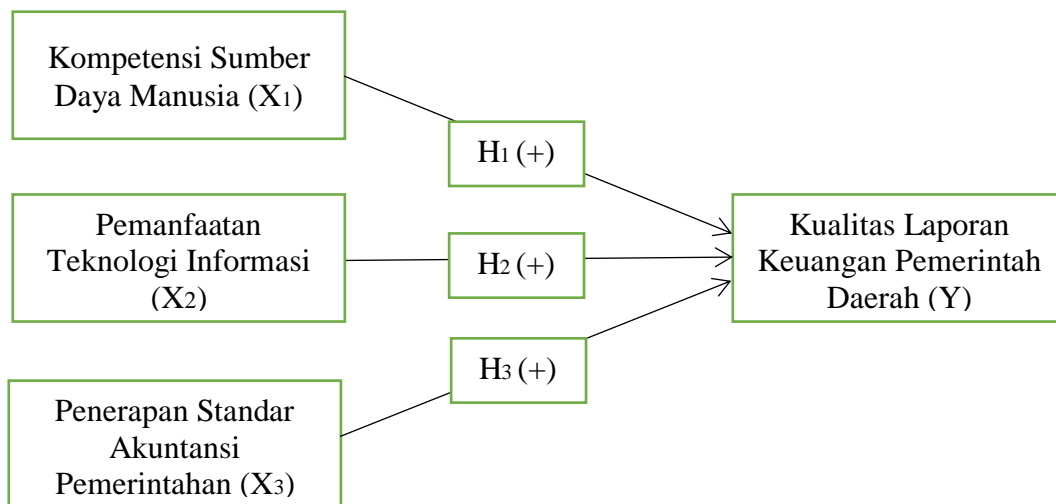 Kompetensi Sumber
Daya Manusia (X1)
H1 (+)
Pemanfaatan
Teknologi Informasi
(X2)
H2 (+)
Kualitas Laporan
Keuangan Pemerintah
Daerah (Y)
H3 (+)
Penerapan Standar
Akuntansi
Pemerintahan (X3)